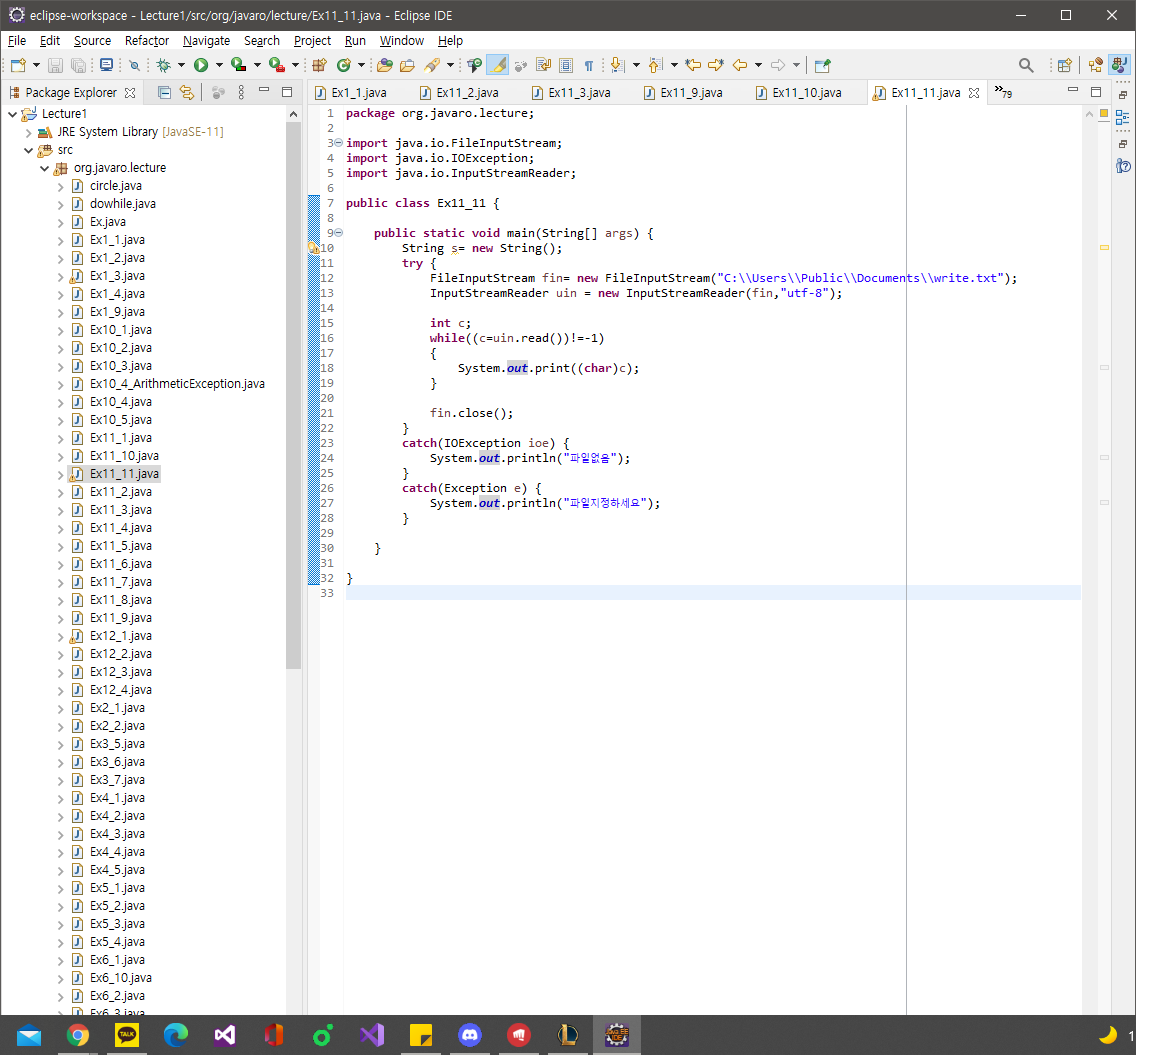 eclipse-workspace - Lecture1/src/org/javaro/lecture/Ex11_11.java - Eclipse IDE
File Edit Source Refactor Navigate Search Project Run Window Help
Package Explorer
Ex1_1.java Ex11_2.java Ex11_3.java Ex11_9.java Ex11_10.java Ex11_11.java »79
Lecture1
JRE System Library [JavaSE-11]
src
org.javaro.lecture
circle.java
dowhile.java
Ex.java
Ex1_1.java
Ex1_2.java
Ex1_3.java
Ex1_4.java
Ex1_9.java
Ex10_1.java
Ex10_2.java
Ex10_3.java
Ex10_4_ArithmeticException.java
Ex10_4.java
Ex10_5.java
Ex11_1.java
Ex11_10.java
Ex11_11.java
Ex11_2.java
Ex11_3.java
Ex11_4.java
Ex11_5.java
Ex11_6.java
Ex11_7.java
Ex11_8.java
Ex11_9.java
Ex12_1.java
Ex12_2.java
Ex12_3.java
Ex12_4.java
Ex2_1.java
Ex2_2.java
Ex3_5.java
Ex3_6.java
Ex3_7.java
Ex4_1.java
Ex4_2.java
Ex4_3.java
Ex4_4.java
Ex4_5.java
Ex5_1.java
Ex5_2.java
Ex5_3.java
Ex5_4.java
Ex6_1.java
Ex6_10.java
Ex6_2.java
Ex6_3.java
1 package org.javaro.lecture;
2
3 import java.io.FileInputStream;
4 import java.io.IOException;
5 import java.io.InputStreamReader;
6
7 public class Ex11_11 {
8
9 public static void main(String[] args) {
10 String s= new String();
11 try {
12 FileInputStream fin= new FileInputStream("C:\\Users\\Public\\Documents\\write.txt");
13 InputStreamReader uin = new InputStreamReader(fin,"utf-8");
14
15 int c;
16 while((c=uin.read())!=-1)
17 {
18 System.out.print((char)c);
19 }
20
21 fin.close();
22 }
23 catch(IOException ioe) {
24 System.out.println("파일없음");
25 }
26 catch(Exception e) {
27 System.out.println("파일지정하세요");
28 }
29
30 }
31
32 }
33
TALK
JAVA EE
IDE
1